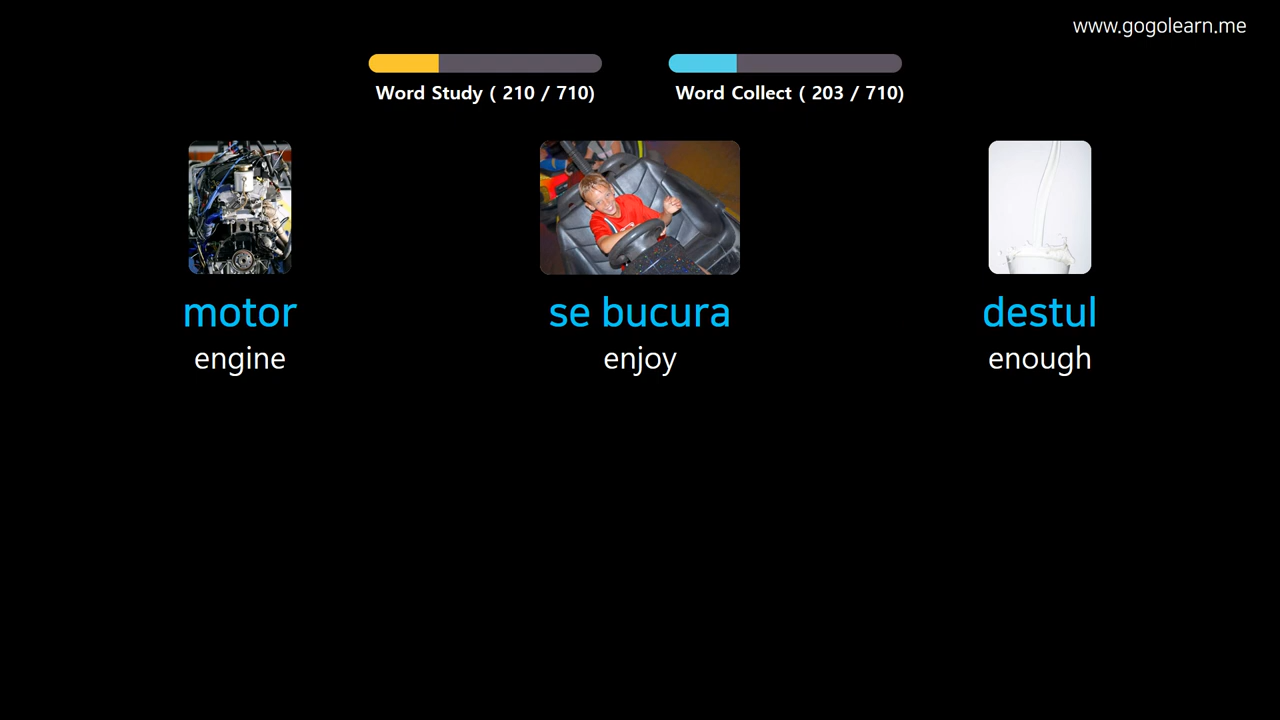 www.gogolearn.me
Word Study ( 210 / 710)
Word Collect ( 203 / 710)
motor
engine
se bucura
enjoy
destul
enough